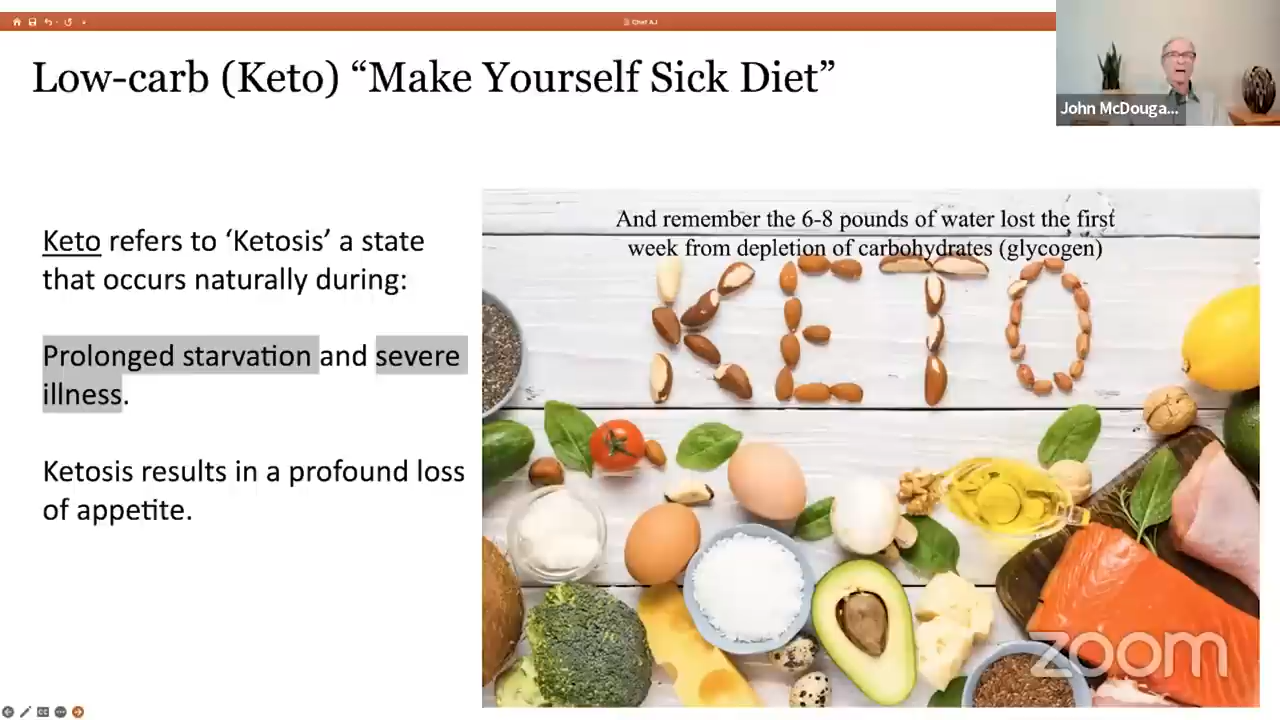 Chef AJ
Low-carb (Keto) “Make Yourself Sick Diet”
John McDouga...
Keto refers to ‘Ketosis’ a state
that occurs naturally during:
Prolonged starvation and severe
illness.
Ketosis results in a profound loss
of appetite.
And remember the 6-8 pounds of water lost the first
week from depletion of carbohydrates (glycogen)
KETO
zoom